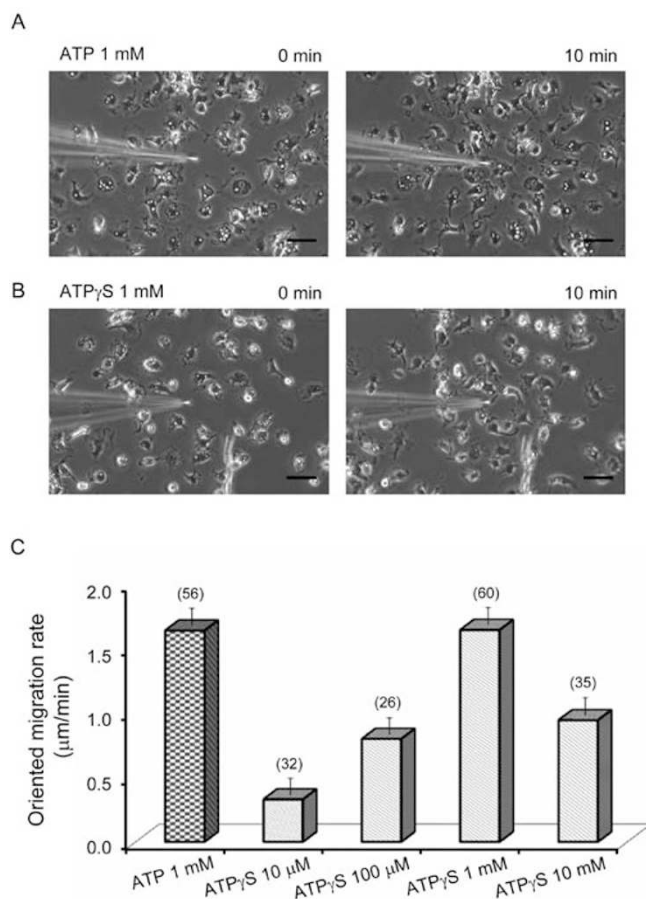 A
ATP 1 mM 0 min 10 min
B
ATPγS 1 mM 0 min 10 min
C
Oriented migration rate
(μm/min)
2.0
1.5
1.0
0.5
0.0
(56)
(32)
(26)
(60)
(35)
ATP 1 mM
ATPγS 10 μM
ATPγS 100 μM
ATPγS 1 mM
ATPγS 10 mM